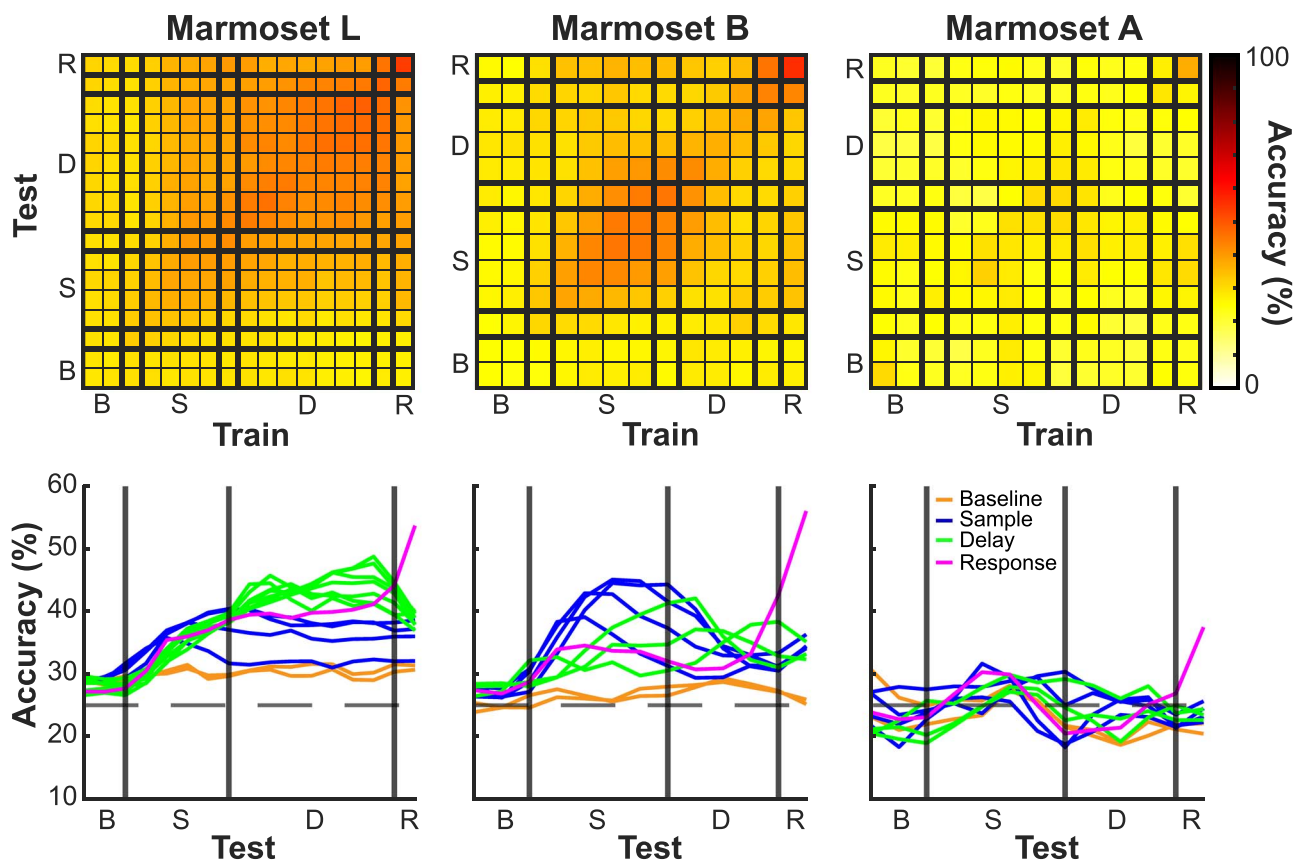 Marmoset L
Marmoset B
Marmoset A
Test
R
D
S
B
B S D R
Train
R
D
S
B
B S D R
Train
R
D
S
B
B S D R
Train
100
0
Accuracy (%)
Accuracy (%)
60
50
40
30
20
10
B S D R
Test
B S D R
Test
Baseline
Sample
Delay
Response
B S D R
Test